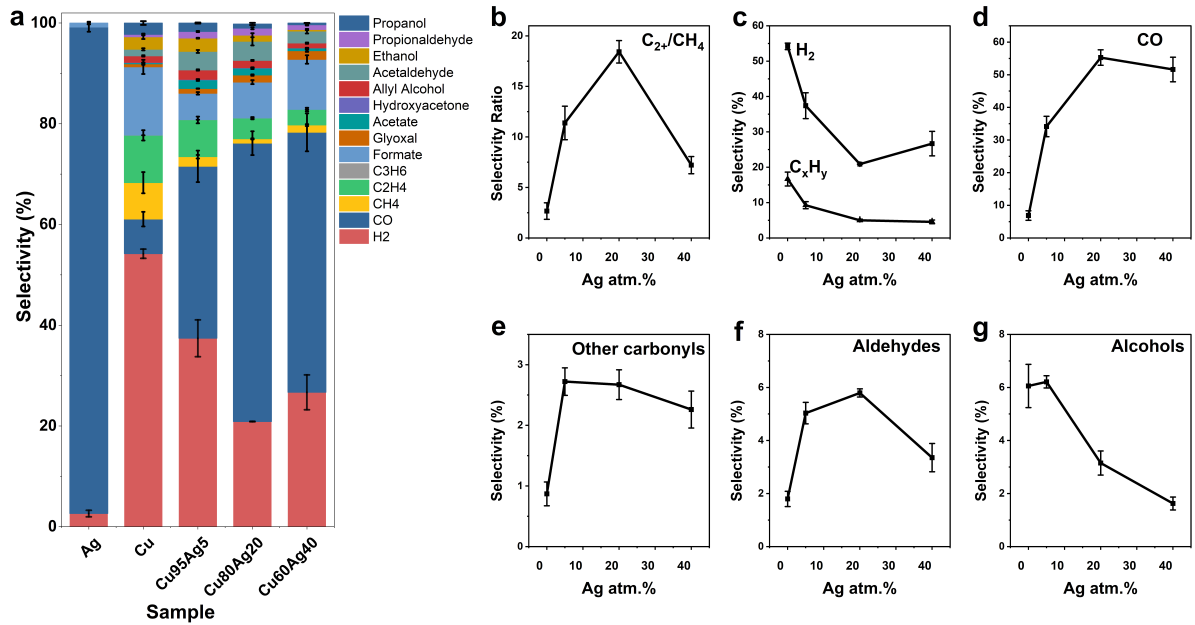 a
Selectivity (%)
100
80
60
40
20
0
Ag
Cu
Cu95Ag5
Cu80Ag20
Cu60Ag40
Sample
Propanol
Propionaldehyde
Ethanol
Acetaldehyde
Allyl Alcohol
Hydroxyacetone
Acetate
Glyoxal
Formate
C3H6
C2H4
CH4
CO
H2
b
C2+/CH4
Selectivity Ratio
20
15
10
5
0
0 10 20 30 40
Ag atm.%
c
H2
CxHy
Selectivity (%)
60
50
40
30
20
10
0
0 10 20 30 40
Ag atm.%
d
CO
Selectivity (%)
60
50
40
30
20
10
0
0 10 20 30 40
Ag atm.%
e
Other carbonyls
Selectivity (%)
3
2
1
0
0 10 20 30 40
Ag atm.%
f
Aldehydes
Selectivity (%)
8
6
4
2
0
0 10 20 30 40
Ag atm.%
g
Alcohols
Selectivity (%)
8
6
4
2
0
0 10 20 30 40
Ag atm.%